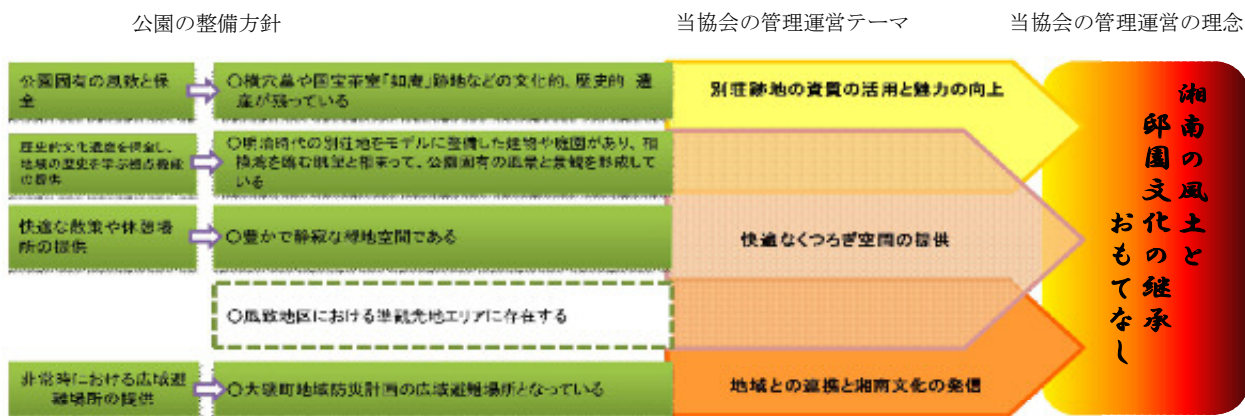 公園の整備方針
当協会の管理運営テーマ
当協会の管理運営の理念
公園固有の風致と保
全
○横穴墓や国宝茶室「如庵」跡地などの文化的、歴史的 遺
産が残っている
別荘跡地の資質の活用と魅力の向上
歴史的文化遺産を保全し、
地域の歴史を学ぶ拠点機能
の提供
○明治時代の別荘地をモデルに整備した建物や庭園があり、相
模湾を臨む眺望と相まって、公園固有の風景と景観を形成して
いる
快適な散策や休憩場
所の提供
○豊かで静寂な緑地空間である
快適なくつろぎ空間の提供
○風致地区における準観光地エリアに存在する
非常時における広域避
難場所の提供
○大磯町地域防災計画の広域避難場所となっている
地域との連携と湘南文化の発信
湘南の風土と
邸園文化の継承
おもてなし